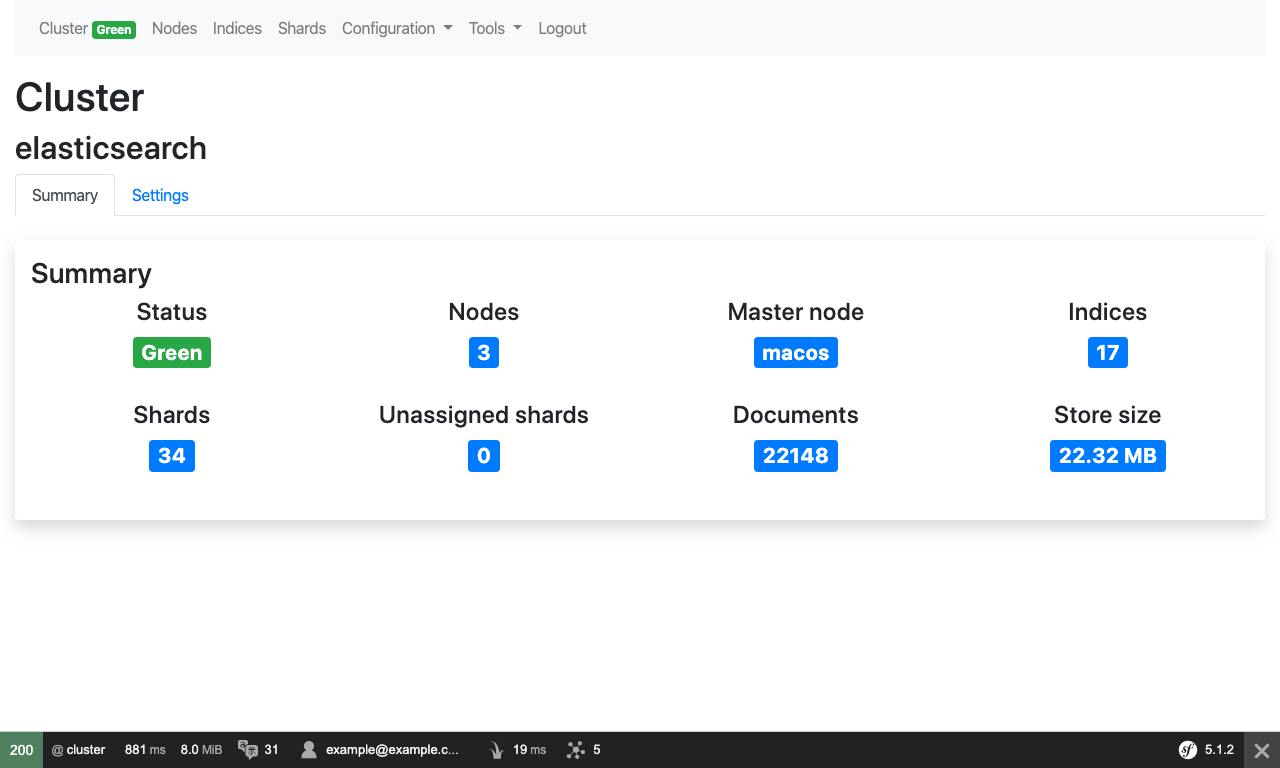 Cluster Green Nodes Indices Shards Configuration Tools Logout
Cluster
elasticsearch
Summary Settings
Summary
Status Nodes Master node Indices
Green 3 macos 17
Shards Unassigned shards Documents Store size
34 0 22148 22.32 MB
200 @ cluster 881 ms 8.0 MiB 31 example@example.c... 19 ms 5 sf 5.1.2